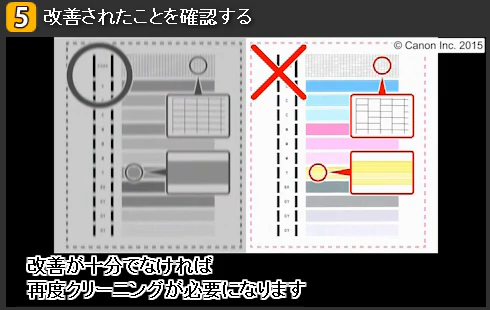 5 改善されたことを確認する
© Canon Inc. 2015
改善が十分でなければ
再度クリーニングが必要になります